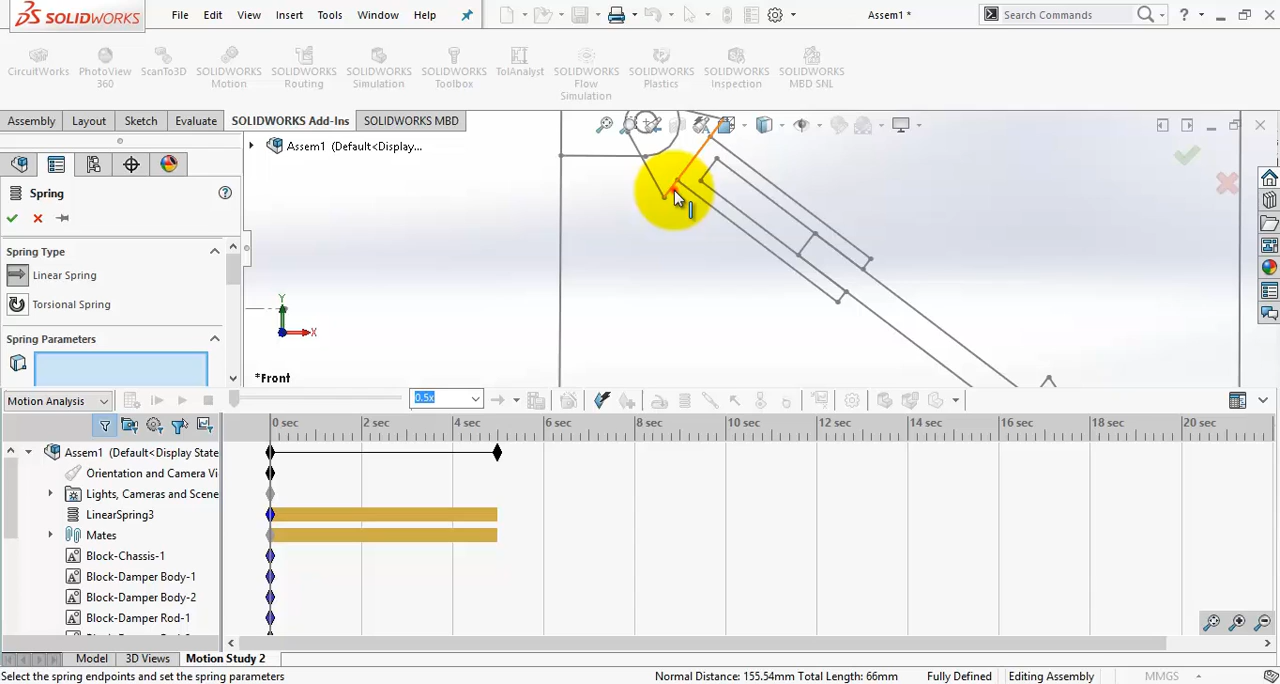 SOLIDWORKS File Edit View Insert Tools Window Help Assem1 * Search Commands ?
CircuitWorks PhotoView 360 ScanTo3D SOLIDWORKS Motion SOLIDWORKS Routing SOLIDWORKS Simulation SOLIDWORKS Toolbox TolAnalyst SOLIDWORKS Flow Simulation SOLIDWORKS Plastics SOLIDWORKS Inspection SOLIDWORKS MBD SNL
Assembly Layout Sketch Evaluate SOLIDWORKS Add-Ins SOLIDWORKS MBD
Assem1 (Default<Display...
Spring
Spring Type
Linear Spring
Torsional Spring
Spring Parameters
Y
X
*Front
Motion Analysis 0.5x
0 sec 2 sec 4 sec 6 sec 8 sec 10 sec 12 sec 14 sec 16 sec 18 sec 20 sec
Assem1 (Default<Display State
Orientation and Camera Vi
Lights, Cameras and Scene
LinearSpring3
Mates
Block-Chassis-1
Block-Damper Body-1
Block-Damper Body-2
Block-Damper Rod-1
Model 3D Views Motion Study 2
Select the spring endpoints and set the spring parameters Normal Distance: 155.54mm Total Length: 66mm Fully Defined Editing Assembly MMGS